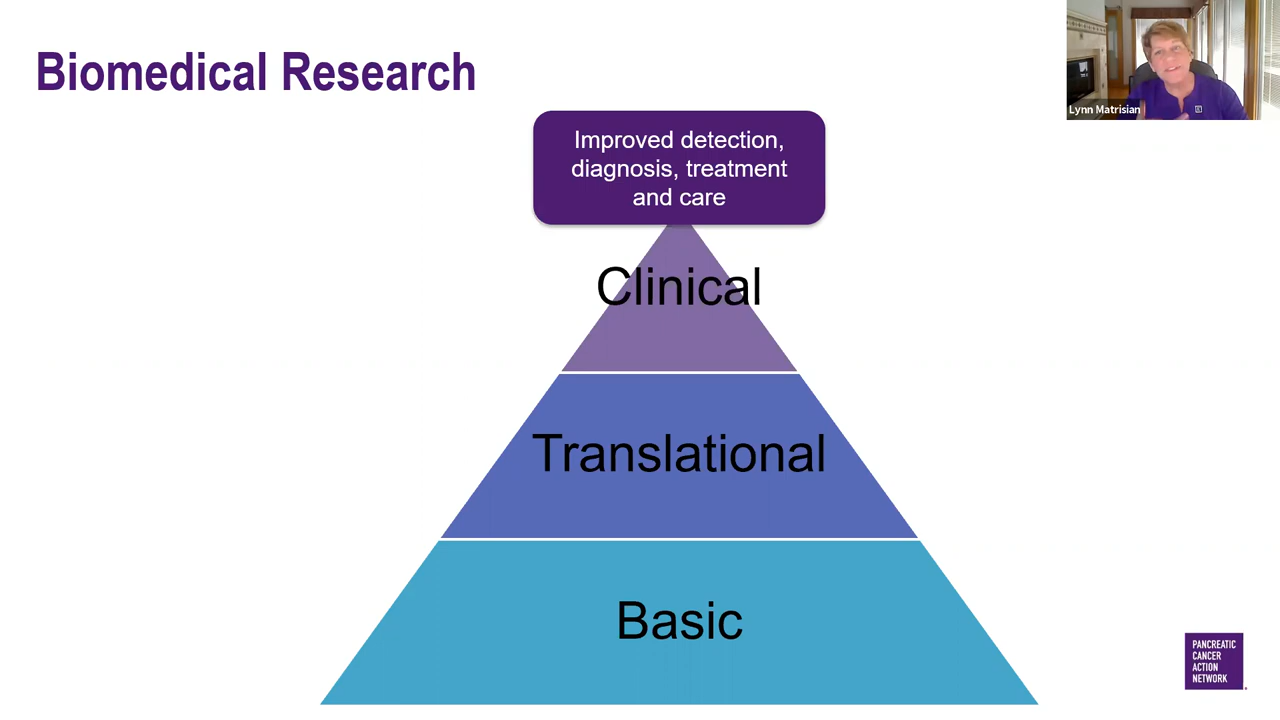 Biomedical Research
Lynn Matrisian
Improved detection,
diagnosis, treatment
and care
Clinical
Translational
Basic
PANCREATIC
CANCER
ACTION
NETWORK